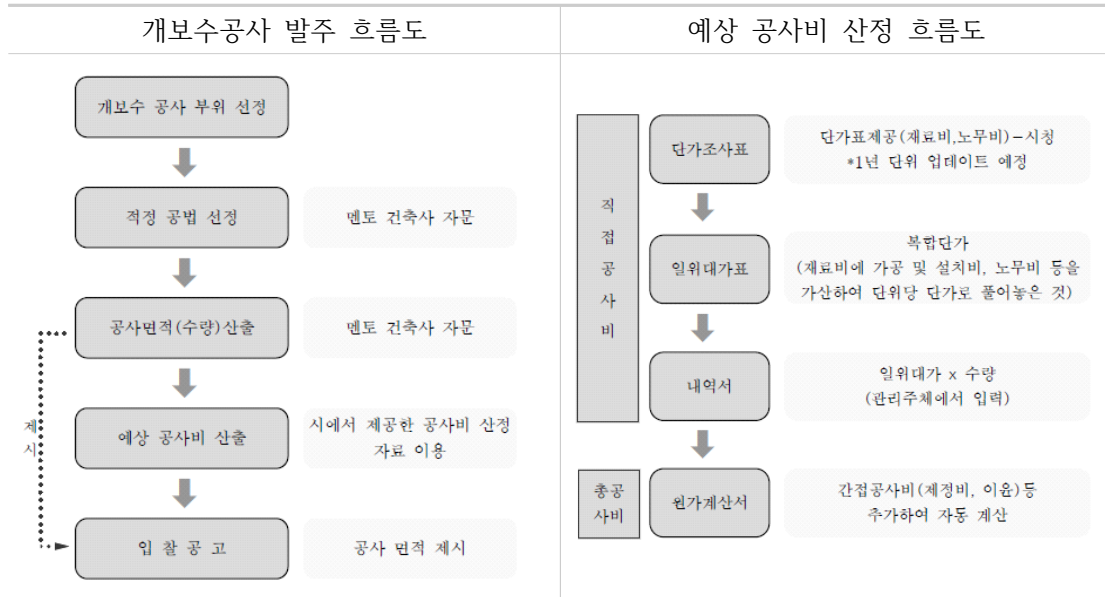 개보수공사 발주 흐름도
개보수 공사 부위 선정
적정 공법 선정
멘토 건축사 자문
공사면적(수량)산출
멘토 건축사 자문
제
시
예상 공사비 산출
시에서 제공한 공사비 산정
자료 이용
입 찰 공 고
공사 면적 제시
예상 공사비 산정 흐름도
직
접
공
사
비
단가조사표
단가표제공(재료비,노무비)-시청
*1년 단위 업데이트 예정
일위대가표
복합단가
(재료비에 가공 및 설치비, 노무비 등을
가산하여 단위당 단가로 풀어놓은 것)
내역서
일위대가 x 수량
(관리주체에서 입력)
총공
사비
원가계산서
간접공사비(제정비, 이윤)등
추가하여 자동 계산